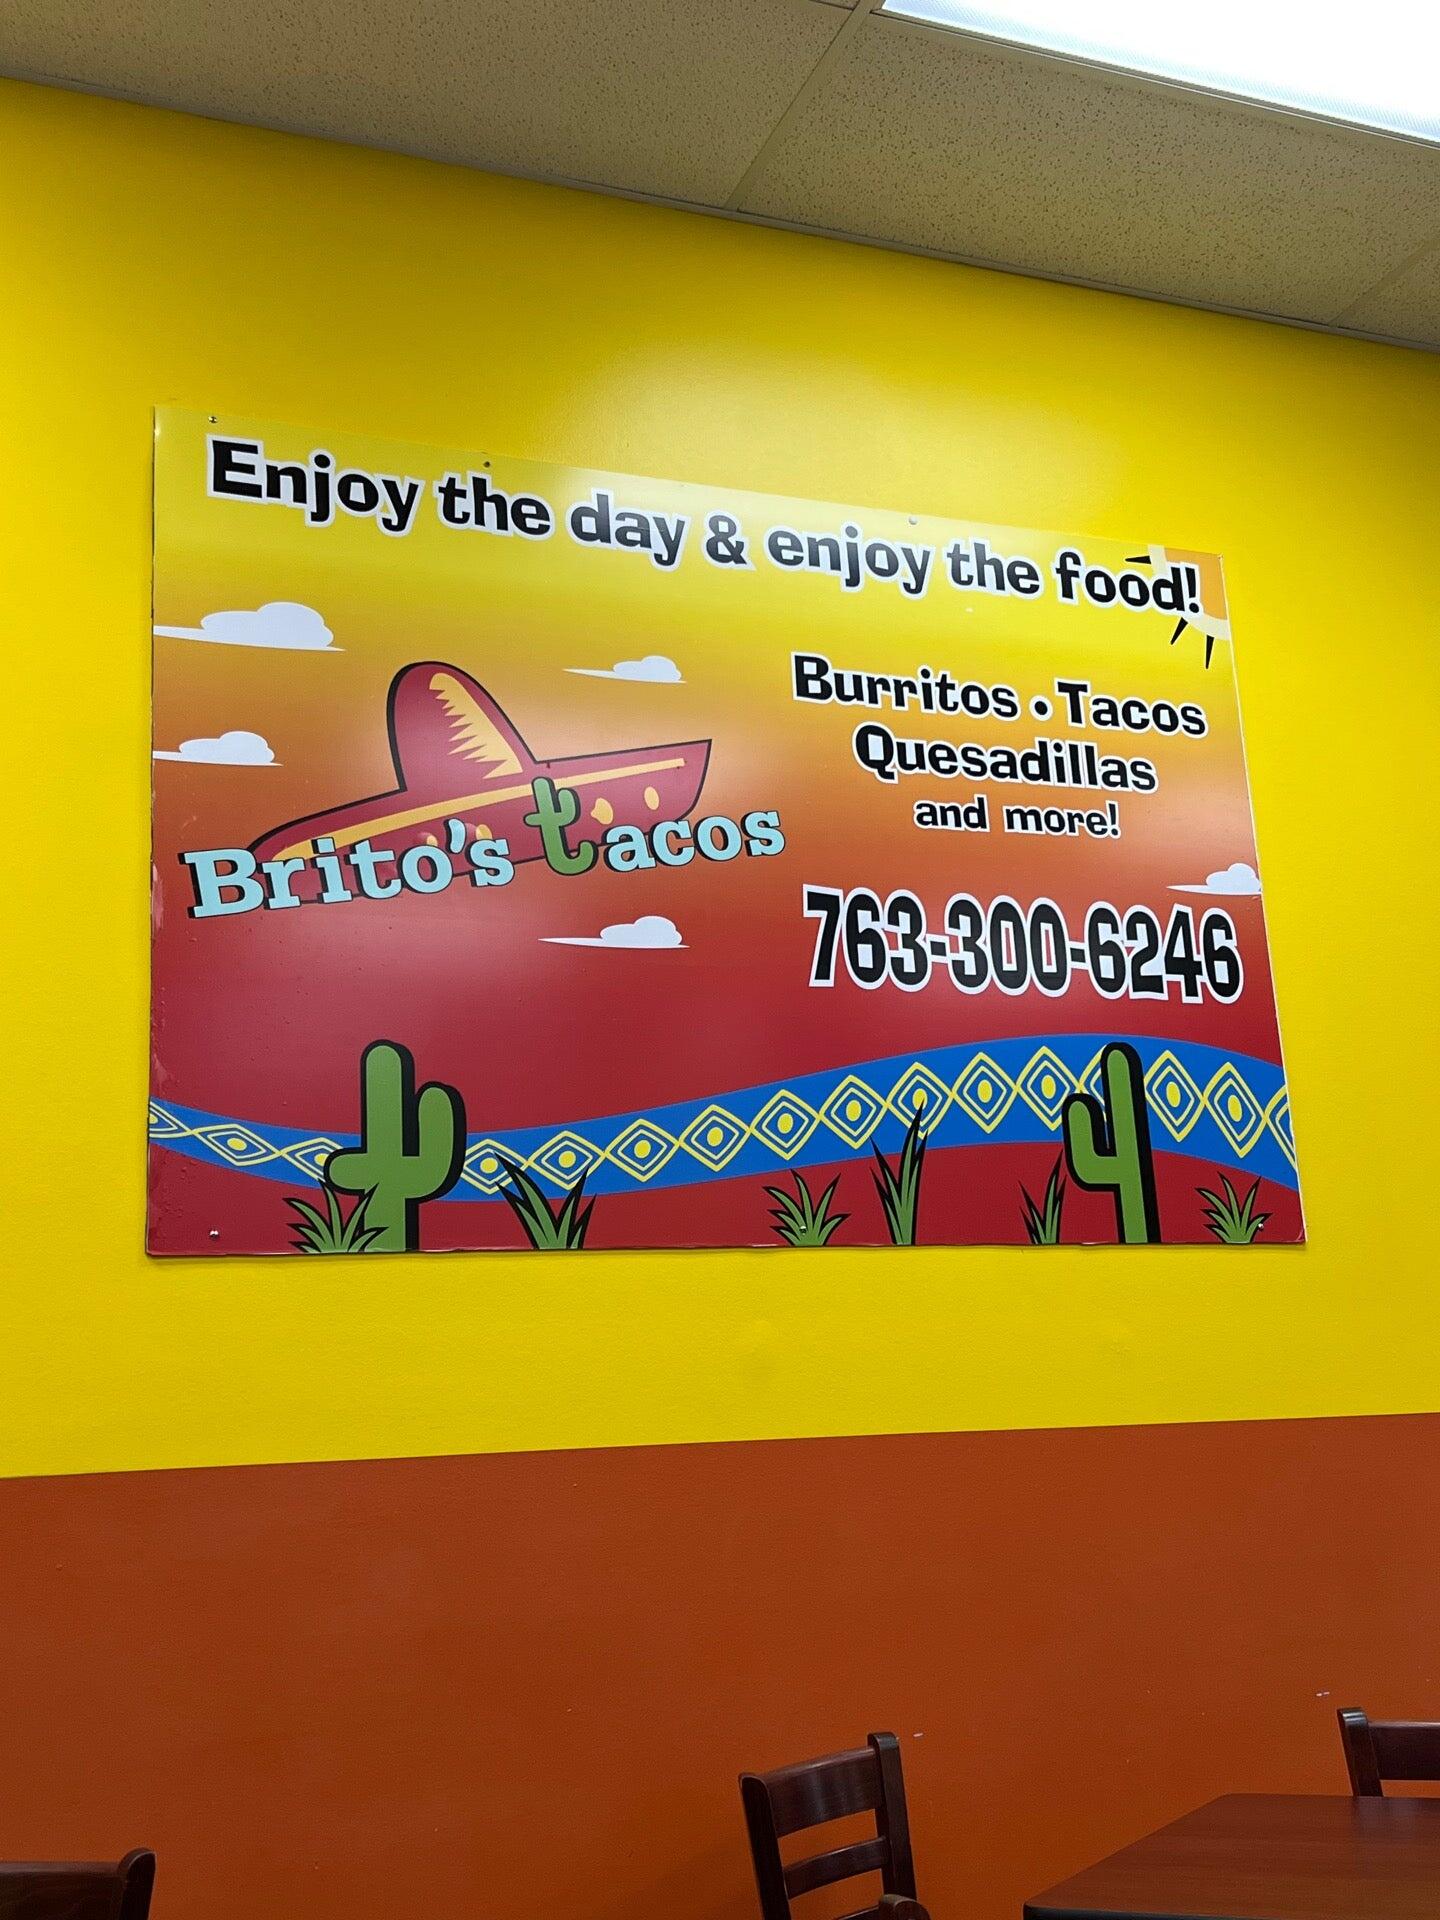 Enjoy the day & enjoy the food!
Brito's tacos
Burritos • Tacos
Quesadillas
and more!
763-300-6246